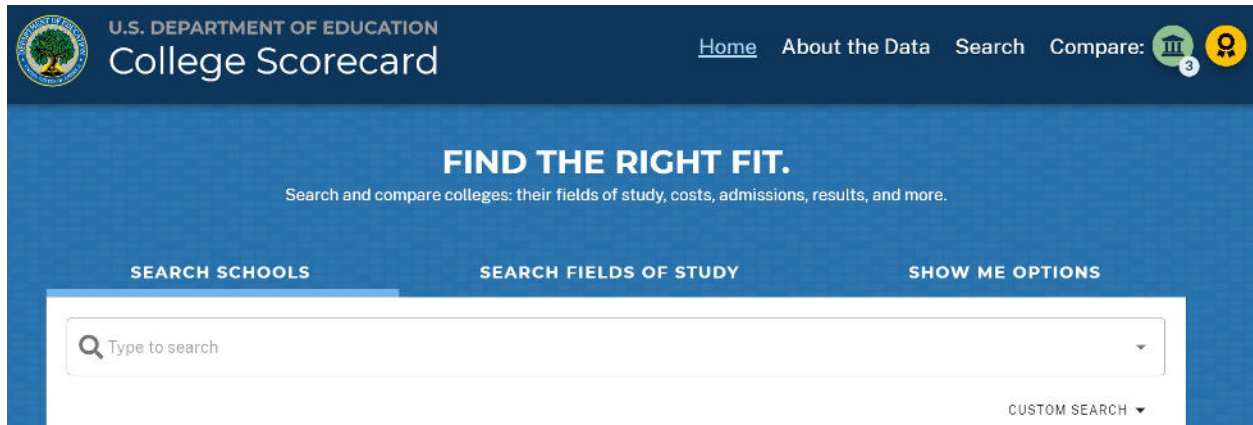 U.S. DEPARTMENT OF EDUCATION
College Scorecard
Home About the Data Search Compare:
3
FIND THE RIGHT FIT.
Search and compare colleges: their fields of study, costs, admissions, results, and more.
SEARCH SCHOOLS SEARCH FIELDS OF STUDY SHOW ME OPTIONS
Type to search
CUSTOM SEARCH